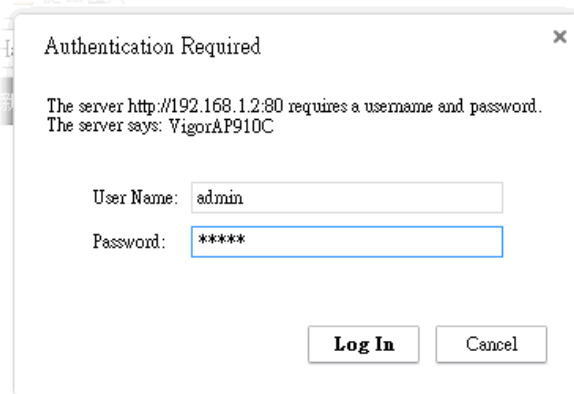 Authentication Required
The server http://192.168.1.2:80 requires a username and password.
The server says: VigorAP910C
User Name: admin
Password: *****
Log In Cancel